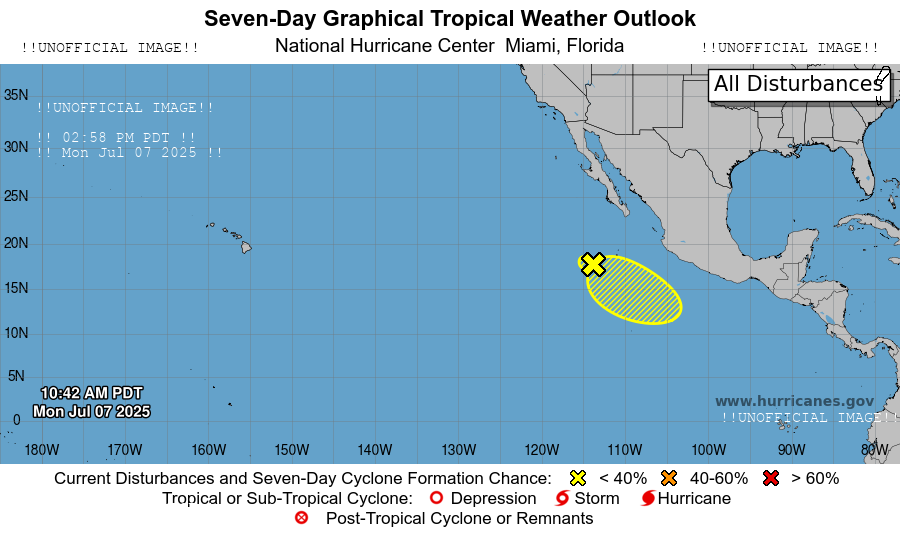 Seven-Day Graphical Tropical Weather Outlook
!!UNOFFICIAL IMAGE!! National Hurricane Center Miami, Florida !!UNOFFICIAL IMAGE!!
All Disturbances
35N
!!UNOFFICIAL IMAGE!!
!! 02:58 PM PDT !!
30N
!! Mon Jul 07 2025 !!
25N
20N
15N
10N
5N
10:42 AM PDT
Mon Jul 07 2025
www.hurricanes.gov
0
!!UNOFFICIAL IMAGE!!
180W 170W 160W 150W 140W 130W 120W 110W 100W 90W 80W
Current Disturbances and Seven-Day Cyclone Formation Chance: < 40% 40-60% > 60%
Tropical or Sub-Tropical Cyclone: Depression Storm Hurricane
Post-Tropical Cyclone or Remnants